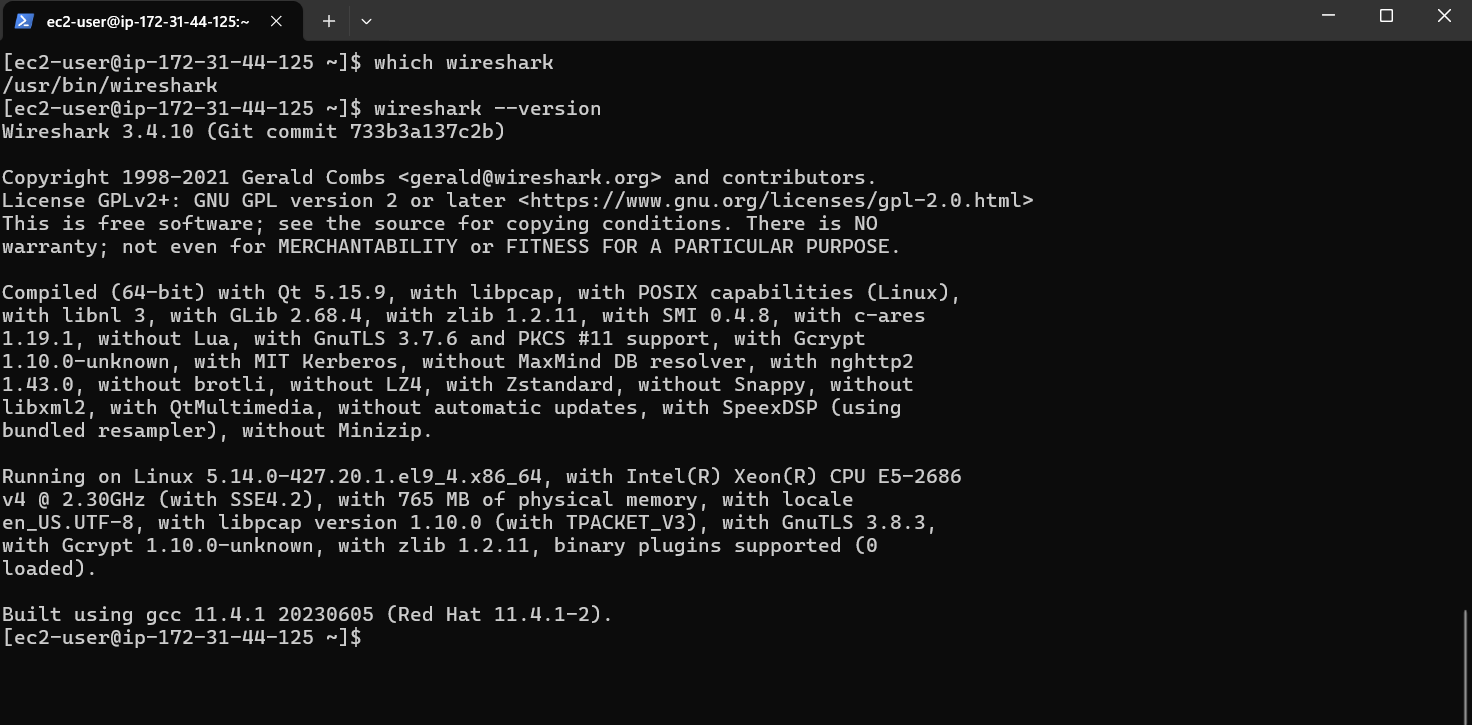 ec2-user@ip-172-31-44-125:~
[ec2-user@ip-172-31-44-125 ~]$ which wireshark
/usr/bin/wireshark
[ec2-user@ip-172-31-44-125 ~]$ wireshark --version
Wireshark 3.4.10 (Git commit 733b3a137c2b)

Copyright 1998-2021 Gerald Combs <gerald@wireshark.org> and contributors.
License GPLv2+: GNU GPL version 2 or later <https://www.gnu.org/licenses/gpl-2.0.html>
This is free software; see the source for copying conditions. There is NO
warranty; not even for MERCHANTABILITY or FITNESS FOR A PARTICULAR PURPOSE.

Compiled (64-bit) with Qt 5.15.9, with libpcap, with POSIX capabilities (Linux),
with libnl 3, with GLib 2.68.4, with zlib 1.2.11, with SMI 0.4.8, with c-ares
1.19.1, without Lua, with GnuTLS 3.7.6 and PKCS #11 support, with Gcrypt
1.10.0-unknown, with MIT Kerberos, without MaxMind DB resolver, with nghttp2
1.43.0, without brotli, without LZ4, with Zstandard, without Snappy, without
libxml2, with QtMultimedia, without automatic updates, with SpeexDSP (using
bundled resampler), without Minizip.

Running on Linux 5.14.0-427.20.1.el9_4.x86_64, with Intel(R) Xeon(R) CPU E5-2686
v4 @ 2.30GHz (with SSE4.2), with 765 MB of physical memory, with locale
en_US.UTF-8, with libpcap version 1.10.0 (with TPACKET_V3), with GnuTLS 3.8.3,
with Gcrypt 1.10.0-unknown, with zlib 1.2.11, binary plugins supported (0
loaded).

Built using gcc 11.4.1 20230605 (Red Hat 11.4.1-2).
[ec2-user@ip-172-31-44-125 ~]$